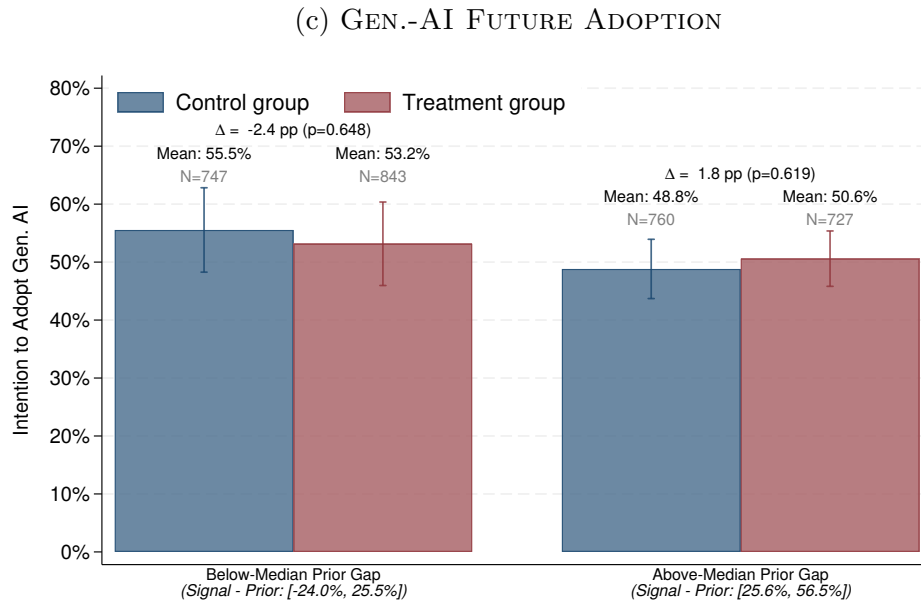 (c) Gen.-AI Future Adoption
80%
70%
60%
50%
40%
30%
20%
10%
0%
Intention to Adopt Gen. AI
Control group
Treatment group
Δ = -2.4 pp (p=0.648)
Mean: 55.5%
Mean: 53.2%
N=747
N=843
Δ = 1.8 pp (p=0.619)
Mean: 48.8%
Mean: 50.6%
N=760
N=727
Below-Median Prior Gap
(Signal - Prior: [-24.0%, 25.5%])
Above-Median Prior Gap
(Signal - Prior: [25.6%, 56.5%])